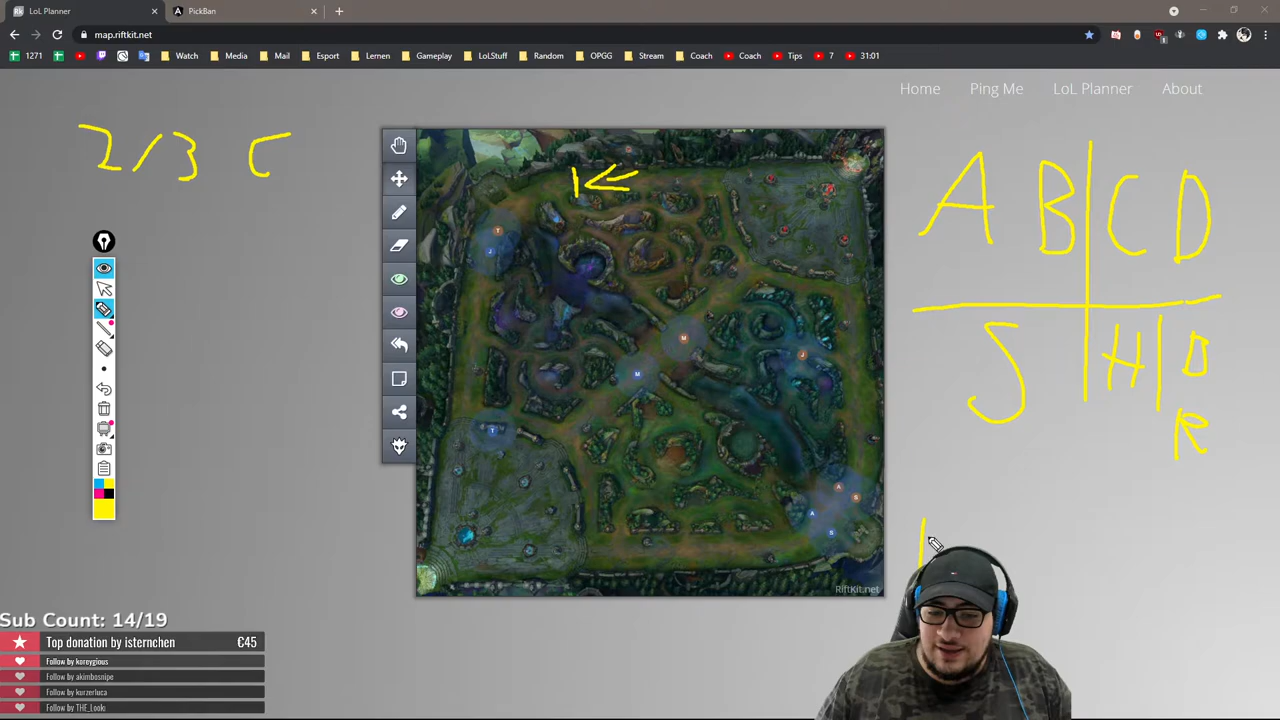 LoL Planner
PickBan
map.riftkit.net
1271
Watch
Media
Mail
Esport
Lernen
Gameplay
LoLStuff
Random
OPGG
Stream
Coach
Coach
Tips
7
31:01
Home
Ping Me
LoL Planner
About
2/3 C
A B C D
J H D
R
T
J
M
M
J
T
A
S
A
S
RiftKit.net
Sub Count: 14/19
Top donation by isternchen €45
Follow by koreygious
Follow by akimbosnipe
Follow by kurzerluca
Follow by THE_Looki